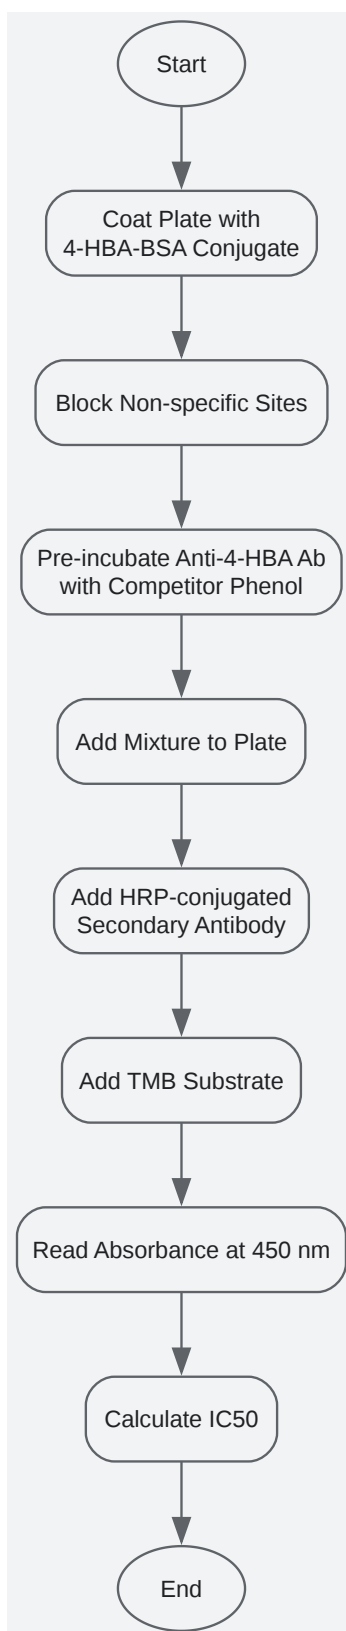 Start
Coat Plate with
4-HBA-BSA Conjugate
Block Non-specific Sites
Pre-incubate Anti-4-HBA Ab
with Competitor Phenol
Add Mixture to Plate
Add HRP-conjugated
Secondary Antibody
Add TMB Substrate
Read Absorbance at 450 nm
Calculate IC50
End